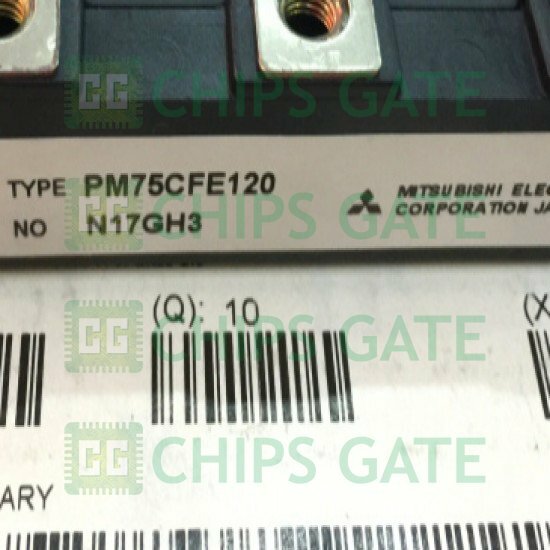 CHIPS GATE
TYPE PM75CFE120
MITSUBISHI ELEC
NO N17GH3
CORPORATION JA
CHIPS GATE
(Q): 10
(X
CHIPS GATE
CHIPS GATE
ARY